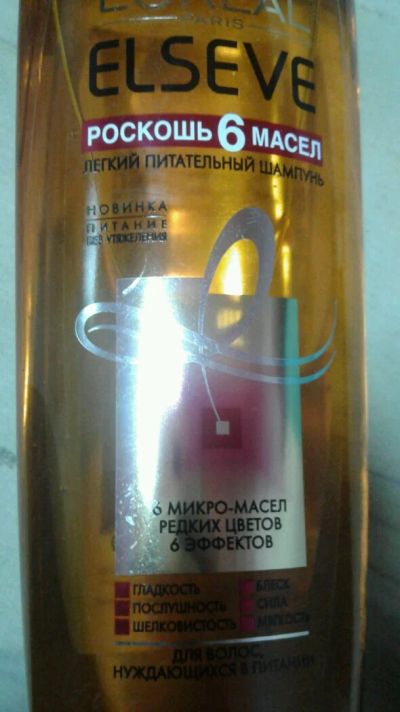 L'ORÉAL
PARIS
ELSEVE
РОСКОШЬ 6 МАСЕЛ
ЛЕГКИЙ ПИТАТЕЛЬНЫЙ ШАМПУНЬ
НОВИНКА
ПИТАНИЕ
БЕЗ УТЯЖЕЛЕНИЯ
6 МИКРО-МАСЕЛ
РЕДКИХ ЦВЕТОВ
6 ЭФФЕКТОВ
ГЛАДКОСТЬ БЛЕСК
ПОСЛУШНОСТЬ СИЛА
ШЕЛКОВИСТОСТЬ МЯГКОСТЬ
ДЛЯ ВОЛОС,
НУЖДАЮЩИХСЯ В ПИТАНИИ